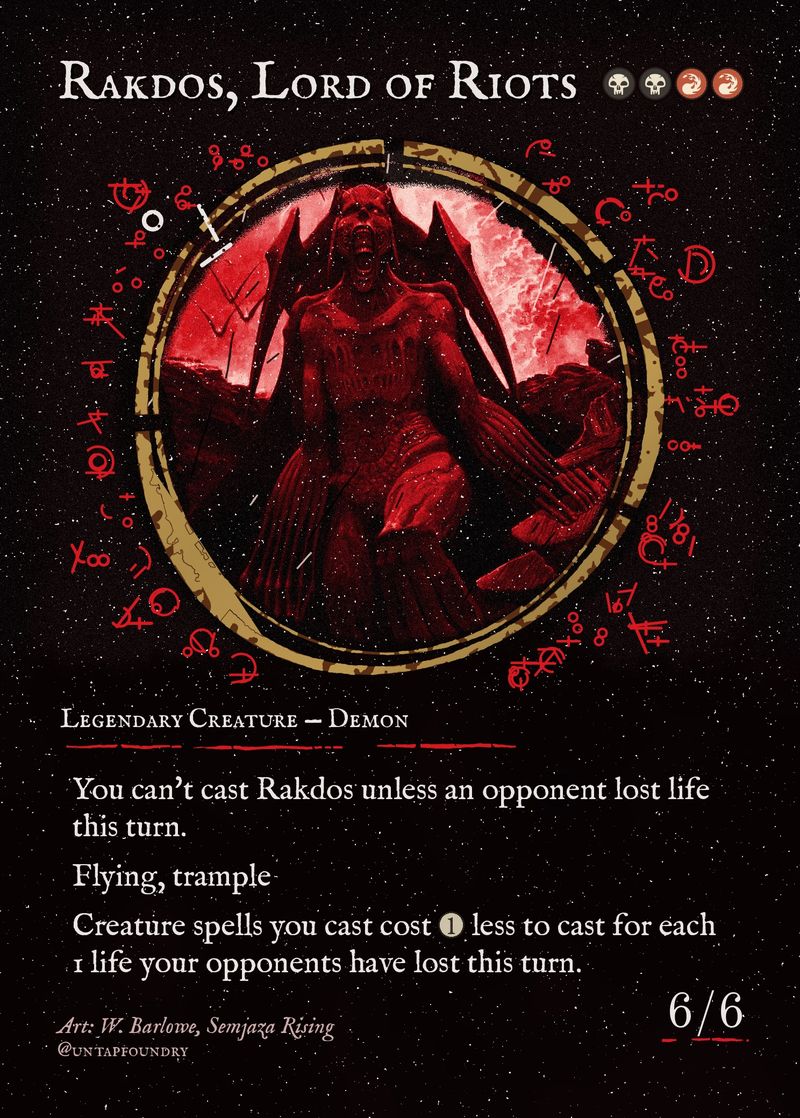 Rakdos, Lord of Riots
Legendary Creature – Demon
You can't cast Rakdos unless an opponent lost life
this turn.
Flying, trample
Creature spells you cast cost 1 less to cast for each
1 life your opponents have lost this turn.
6/6
Art: W. Barlowe, Semjaza Rising
@untapfoundry